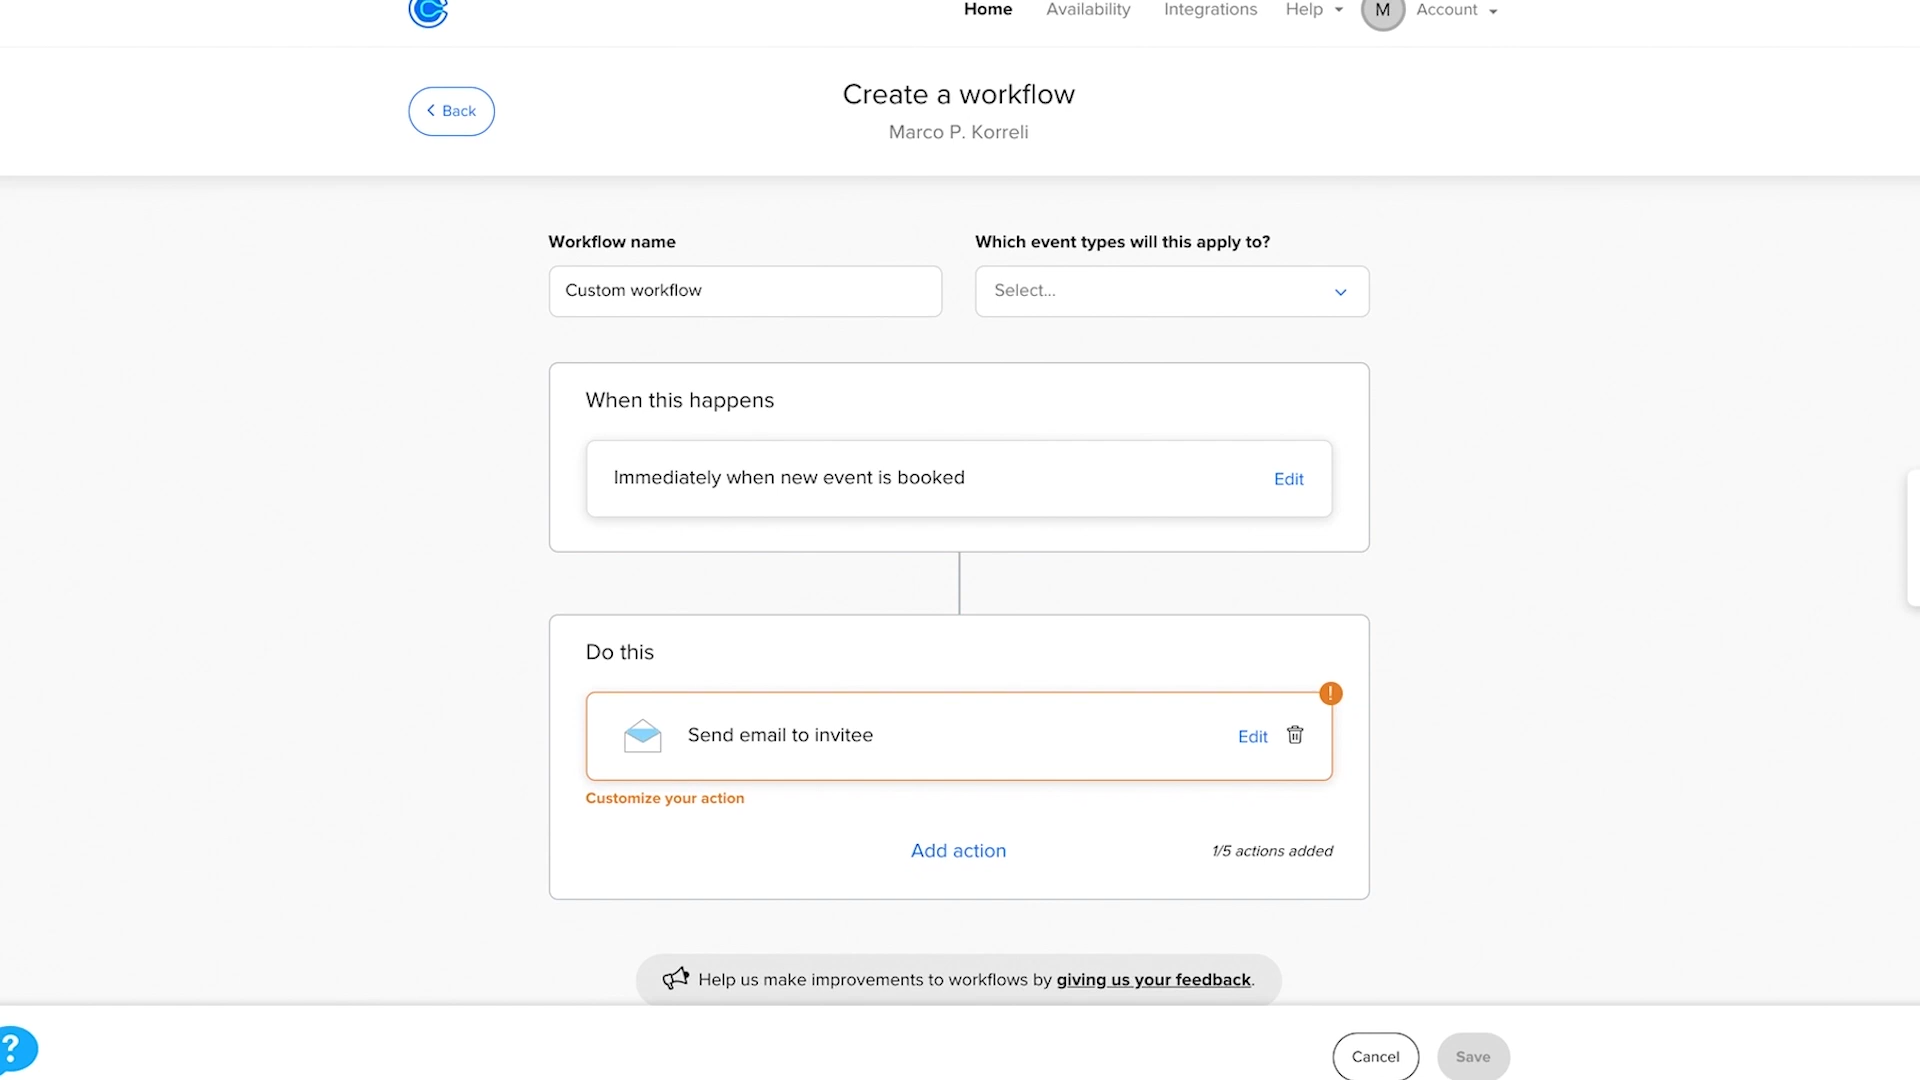 Home Availability Integrations Help M Account
Back
Create a workflow
Marco P. Korreli
Workflow name
Which event types will this apply to?
Custom workflow
Select...
When this happens
Immediately when new event is booked Edit
Do this
!
Send email to invitee Edit
Customize your action
Add action 1/5 actions added
Help us make improvements to workflows by giving us your feedback.
?
Cancel Save